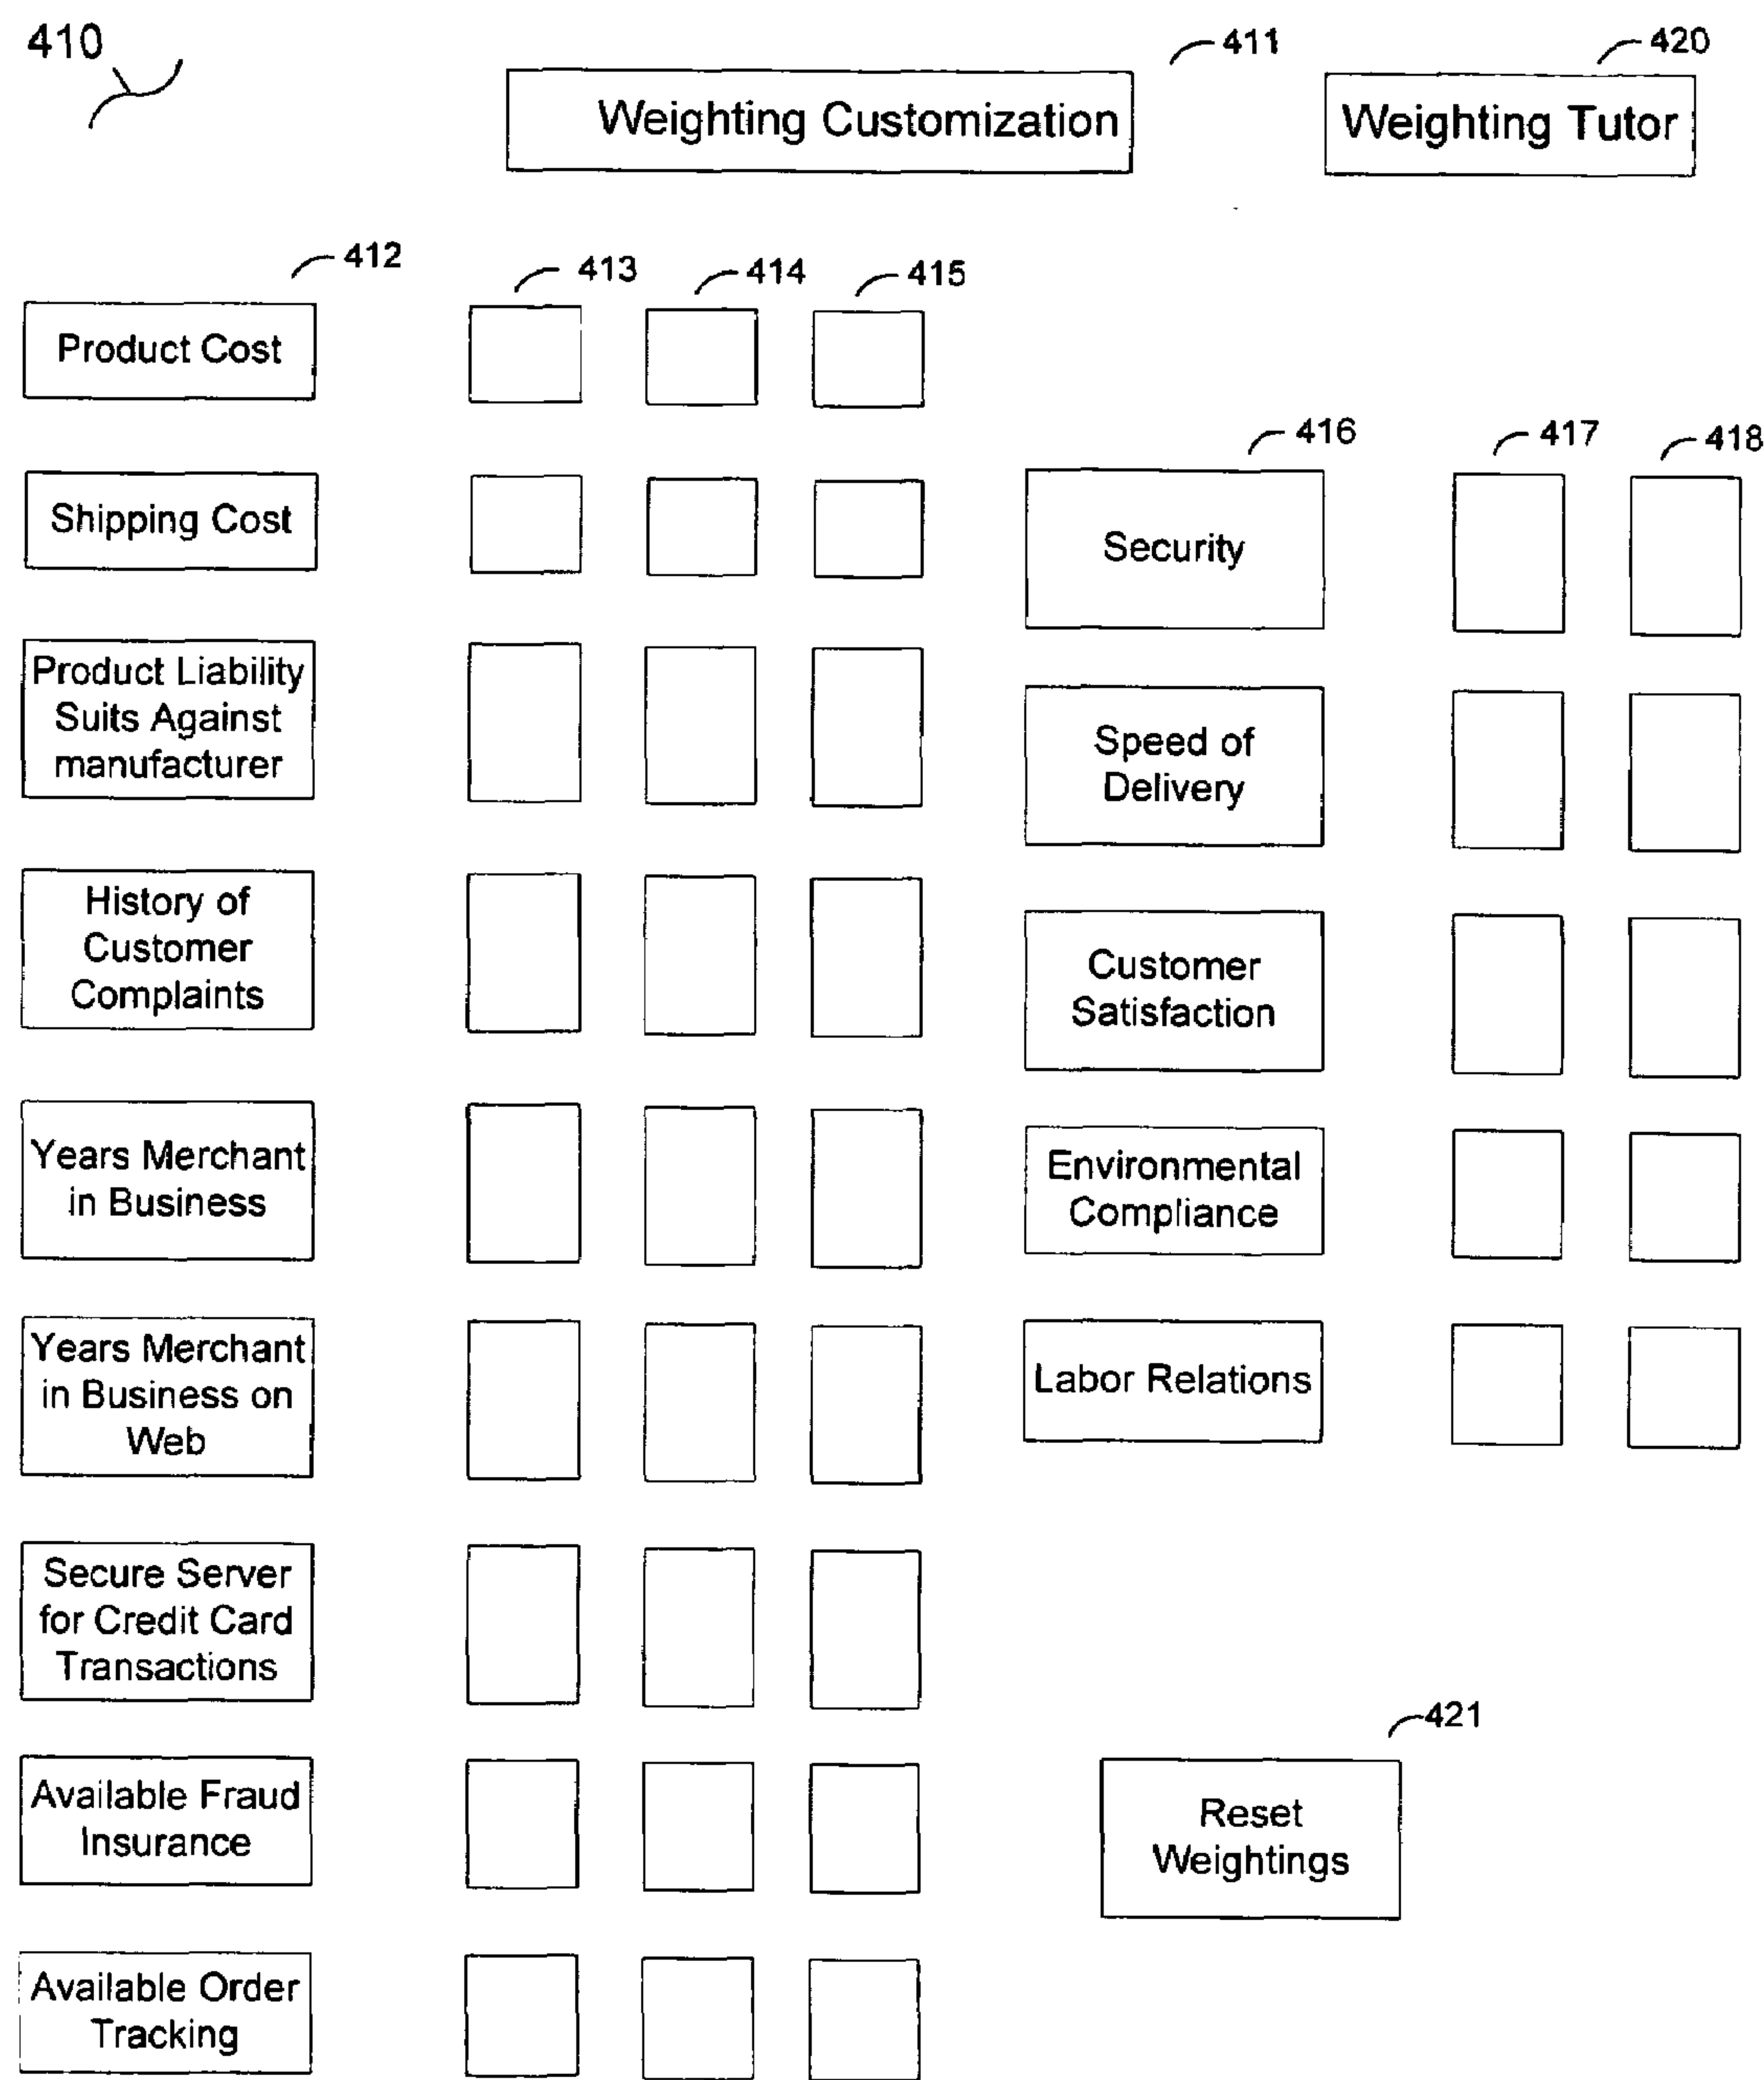 410
411
420
Weighting Customization
Weighting Tutor
412
413
414
415
Product Cost
416
417
418
Shipping Cost
Security
Product Liability
Suits Against
manufacturer
Speed of
Delivery
History of
Customer
Complaints
Customer
Satisfaction
Years Merchant
in Business
Environmental
Compliance
Years Merchant
in Business on
Web
Labor Relations
Secure Server
for Credit Card
Transactions
421
Available Fraud
Insurance
Reset
Weightings
Available Order
Tracking